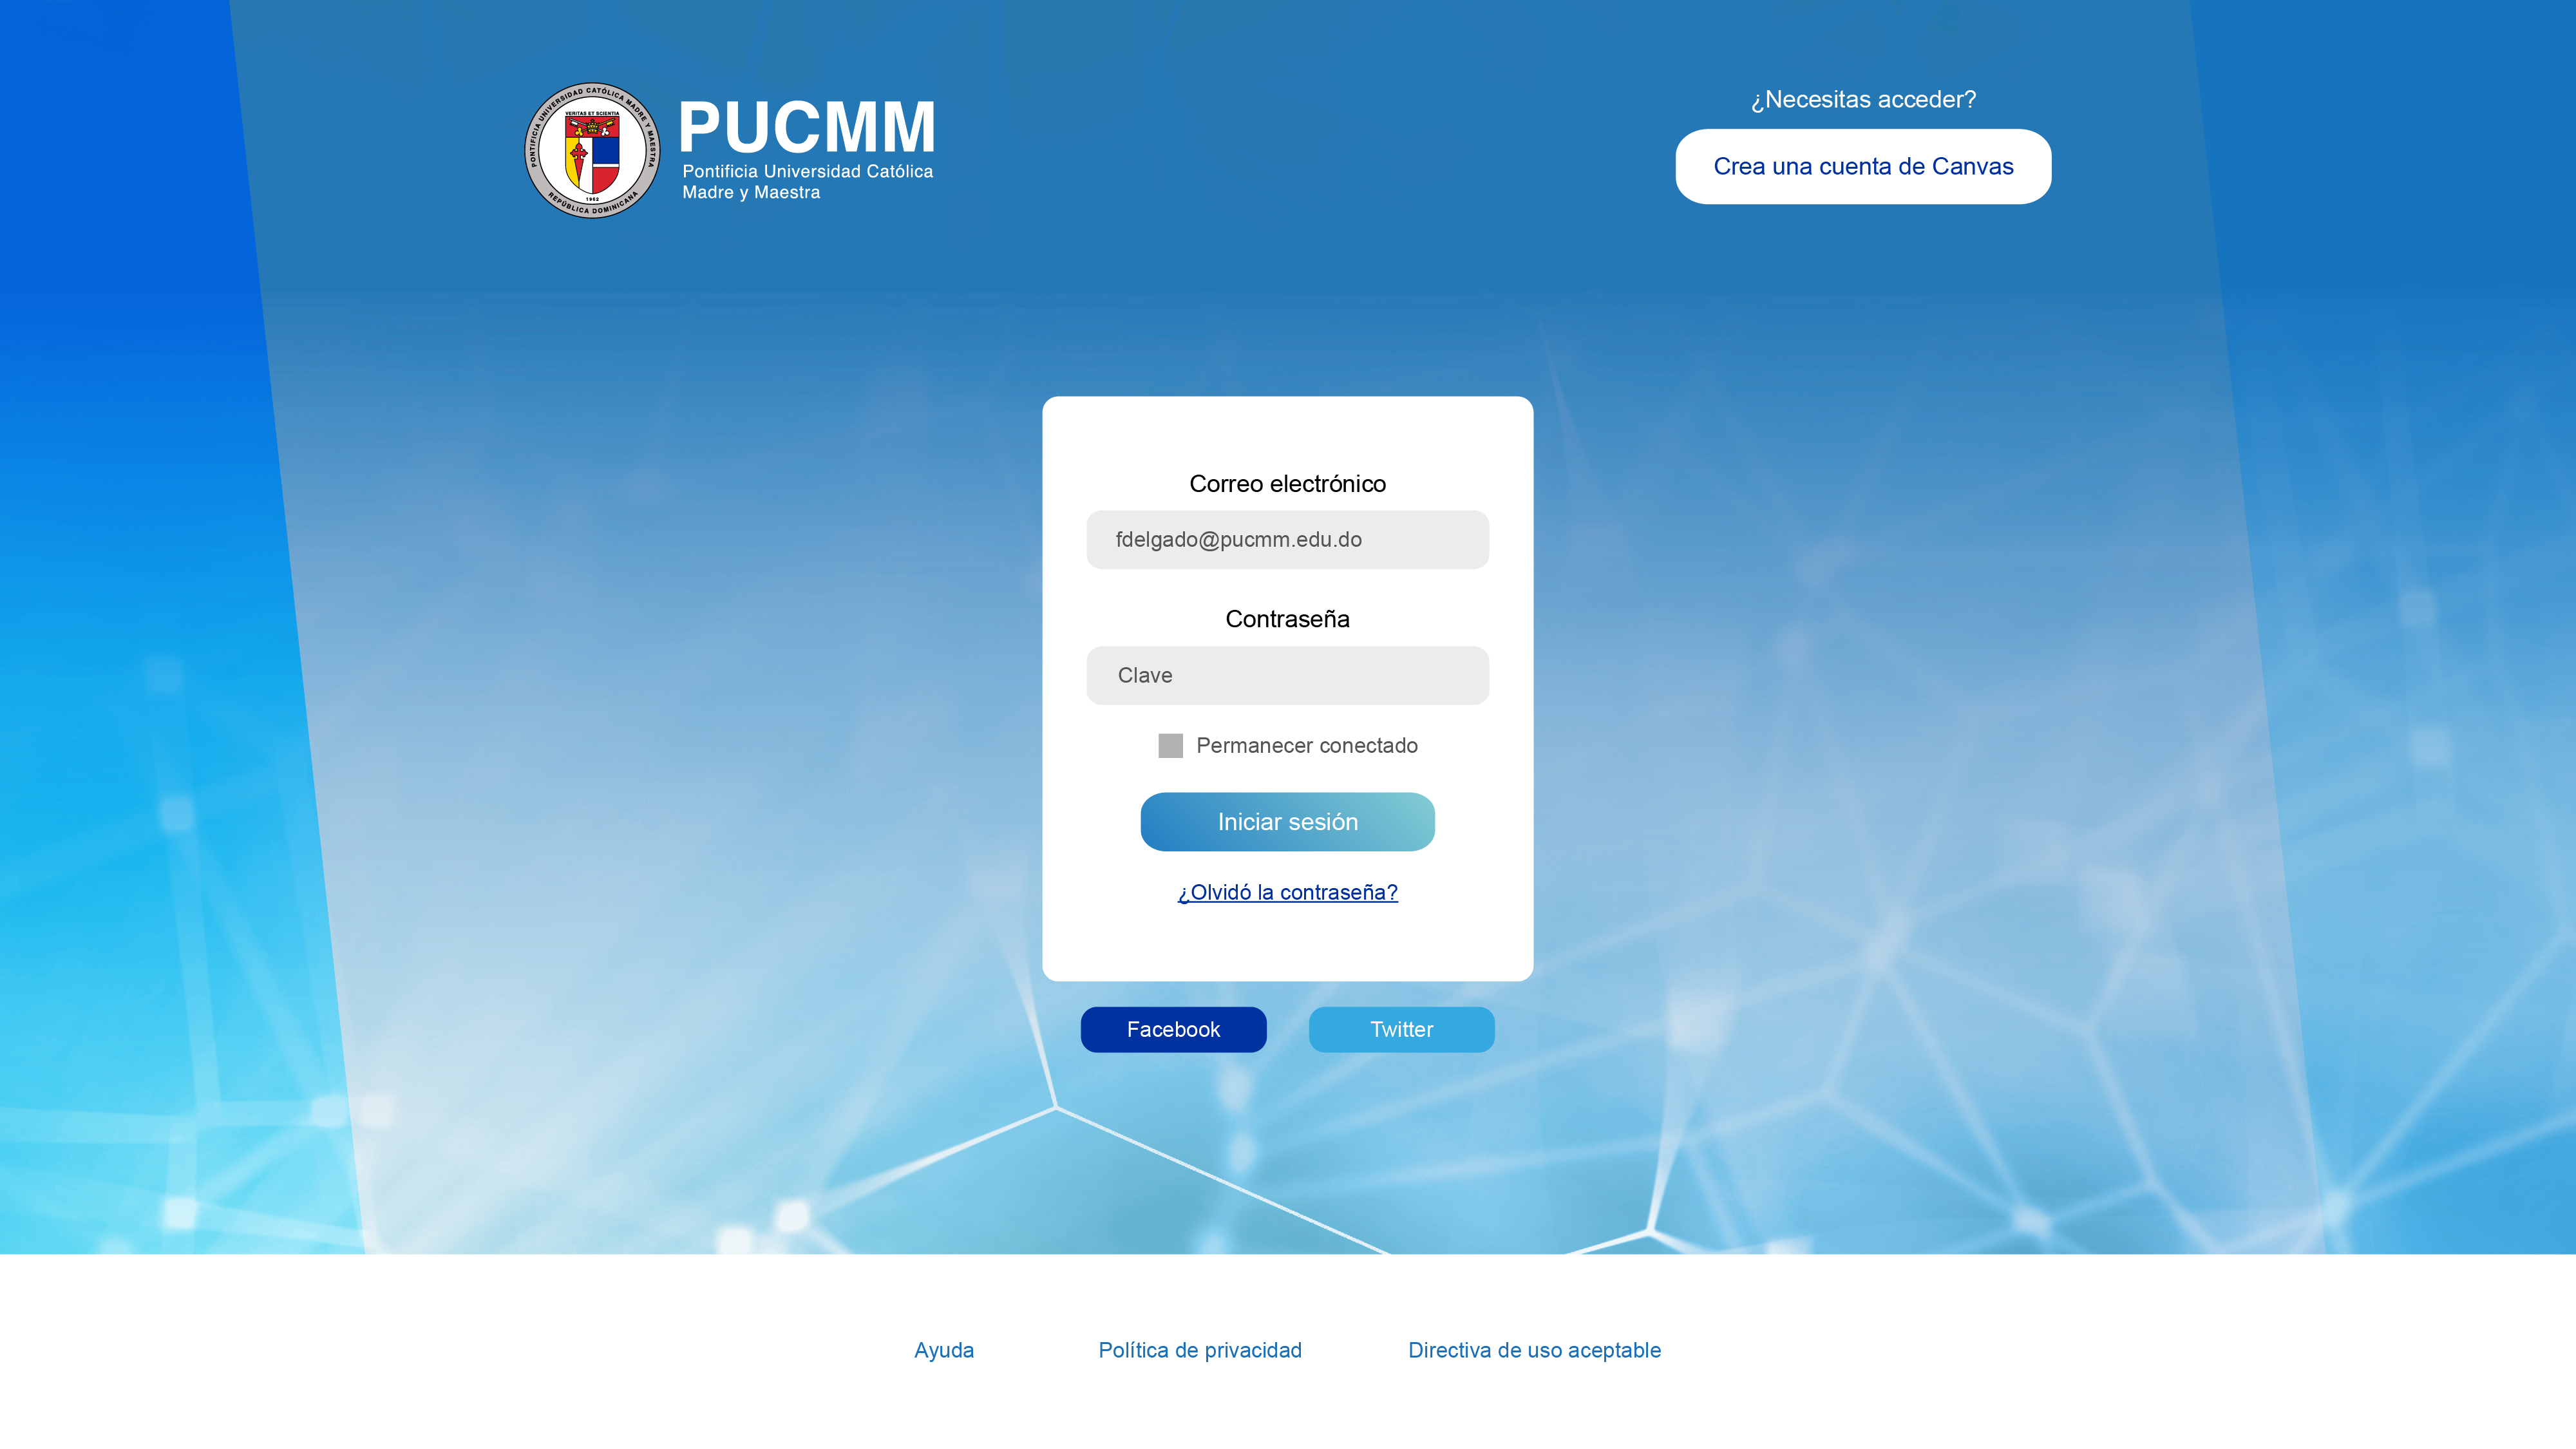 PONTIFICIA UNIVERSIDAD CATÓLICA MADRE Y MAESTRA
VERITAS ET SCIENTIA
1962
REPÚBLICA DOMINICANA
PUCMM
Pontificia Universidad Católica
Madre y Maestra
¿Necesitas acceder?
Crea una cuenta de Canvas
Correo electrónico
fdelgado@pucmm.edu.do
Contraseña
Clave
Permanecer conectado
Iniciar sesión
¿Olvidó la contraseña?
Facebook
Twitter
Ayuda
Política de privacidad
Directiva de uso aceptable